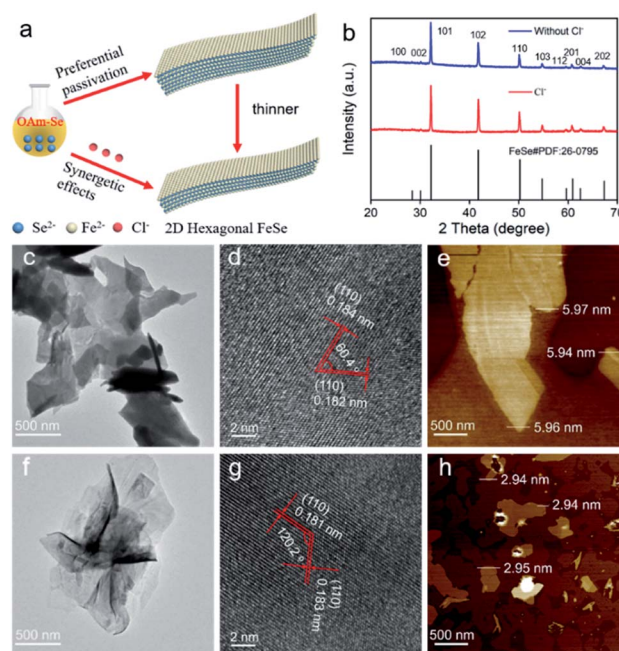 a
Preferential
passivation
OAm-Se
thinner
Synergetic
effects
Se²⁻ Fe²⁻ Cl⁻ 2D Hexagonal FeSe
b
Intensity (a.u.)
Without Cl⁻
100 002 101 102 110 103 112 201 004 202
Cl⁻
FeSe#PDF:26-0795
20 30 40 50 60 70
2 Theta (degree)
c
500 nm
d
(110)
0.184 nm
60.4°
(110)
0.182 nm
2 nm
e
5.97 nm
5.94 nm
5.96 nm
500 nm
f
500 nm
g
(110)
0.181 nm
120.2 º
(110)
0.183 nm
2 nm
h
2.94 nm
2.94 nm
2.95 nm
500 nm